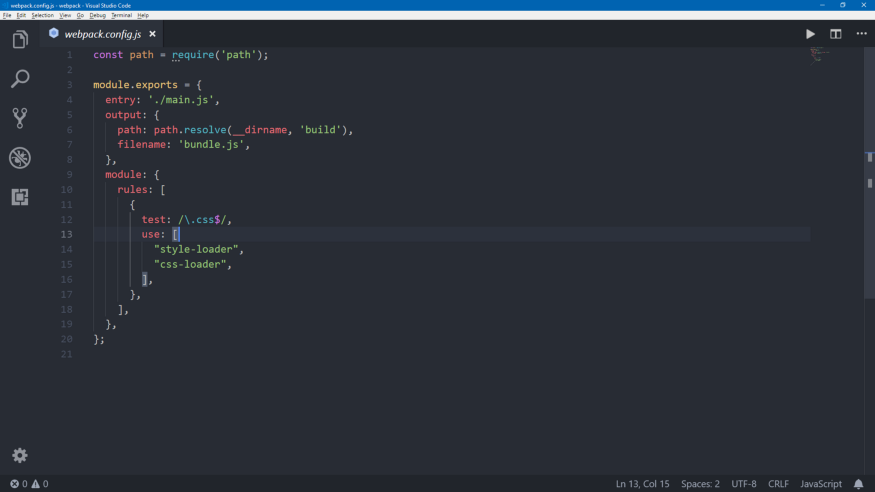 webpack.config.js - webpack - Visual Studio Code
File Edit Selection View Go Debug Terminal Help
webpack.config.js
1 const path = require('path');
2
3 module.exports = {
4 entry: './main.js',
5 output: {
6 path: path.resolve(__dirname, 'build'),
7 filename: 'bundle.js',
8 },
9 module: {
10 rules: [
11 {
12 test: /\.css$/,
13 use: [
14 "style-loader",
15 "css-loader",
16 ],
17 },
18 ],
19 },
20 };
21
0 0 Ln 13, Col 15 Spaces: 2 UTF-8 CRLF JavaScript